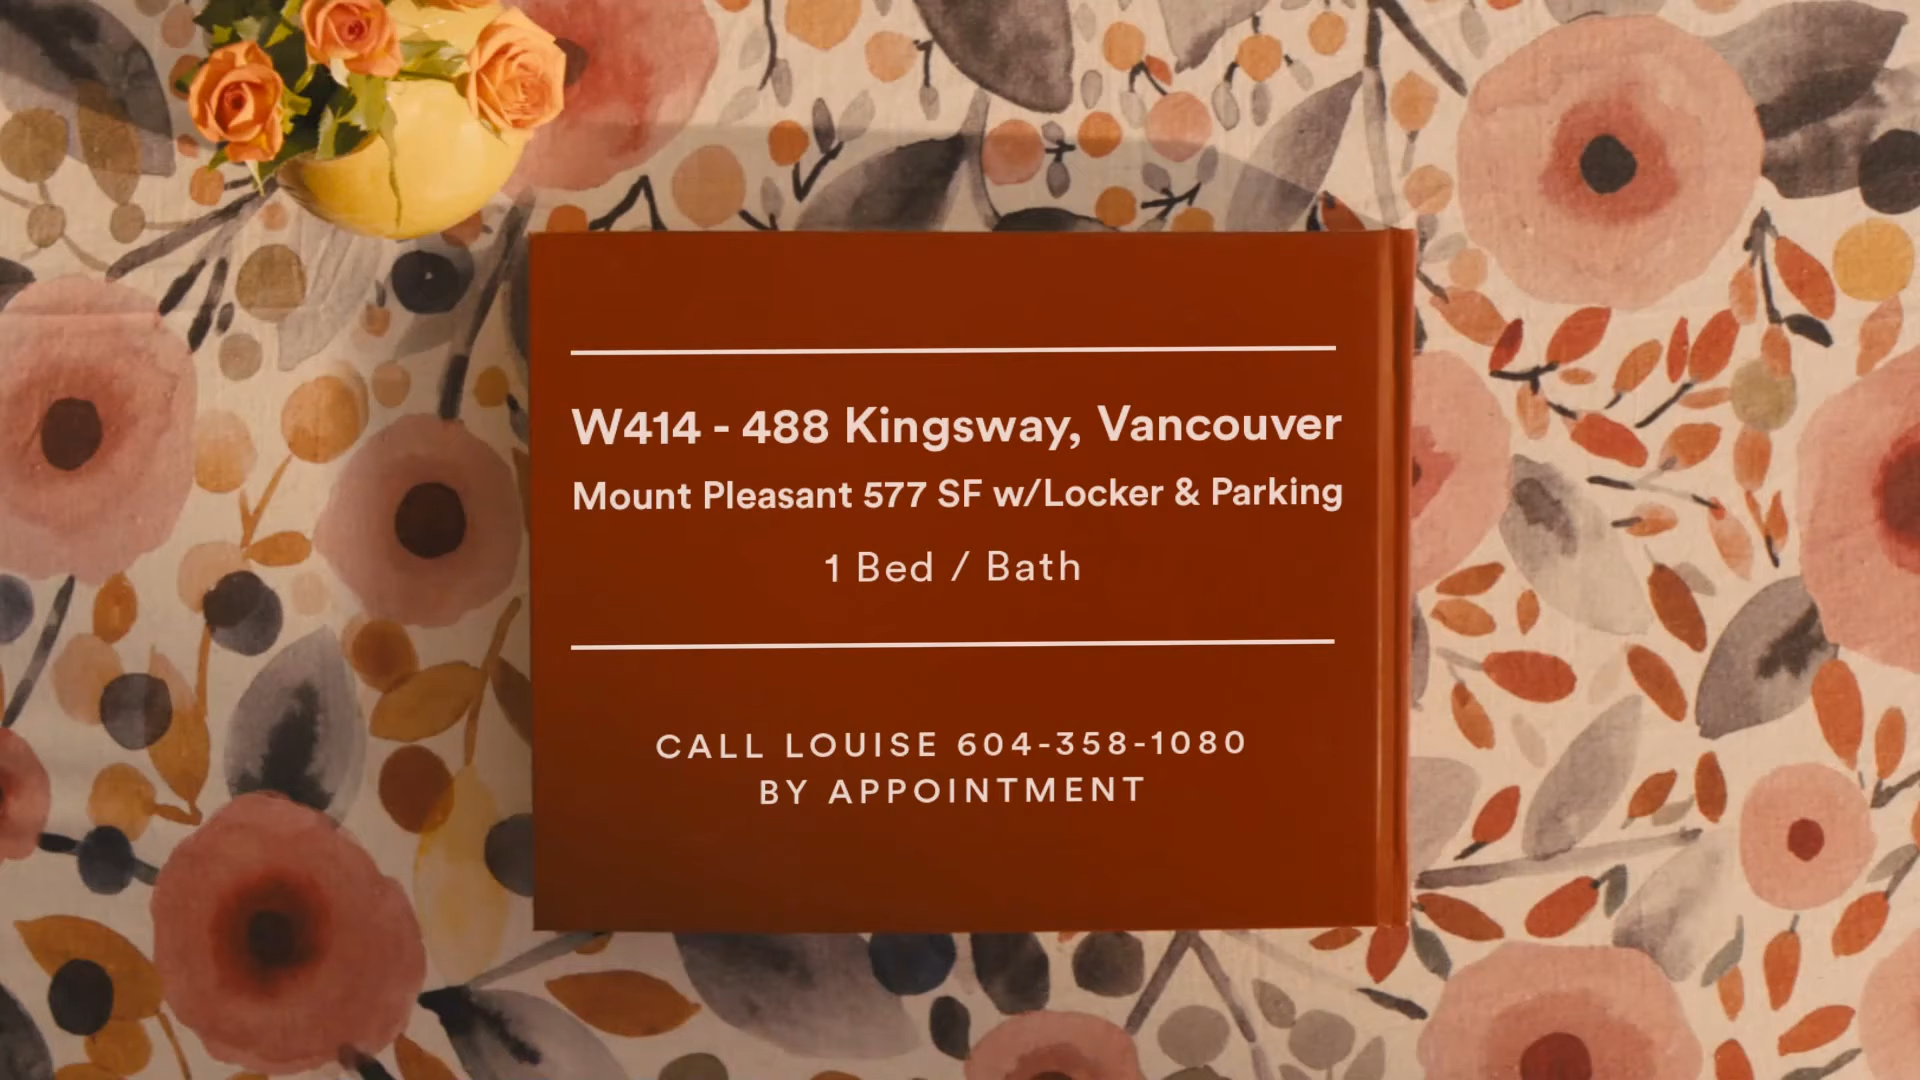 W414 - 488 Kingsway, Vancouver
Mount Pleasant 577 SF w/Locker & Parking
1 Bed / Bath
CALL LOUISE 604-358-1080
BY APPOINTMENT